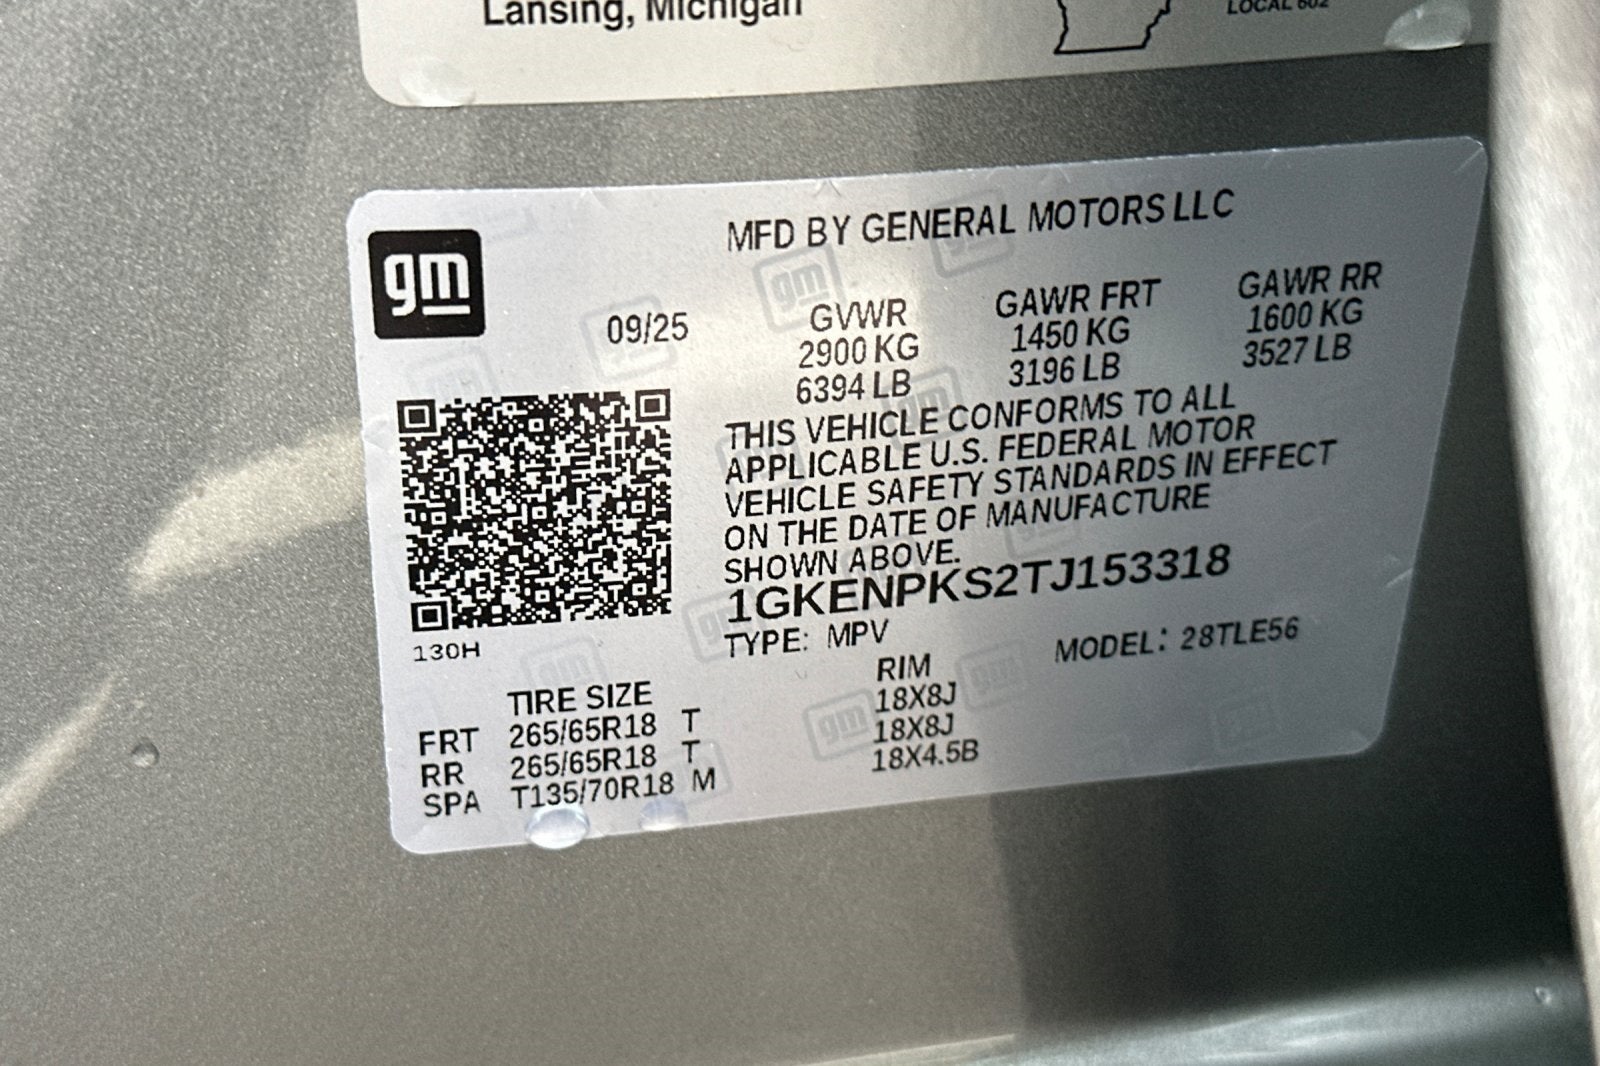 Lansing, Michigan
LOCAL 602
gm
MFD BY GENERAL MOTORS LLC
09/25
GVWR GAWR FRT GAWR RR
2900 KG 1450 KG 1600 KG
6394 LB 3196 LB 3527 LB
THIS VEHICLE CONFORMS TO ALL
APPLICABLE U.S. FEDERAL MOTOR
VEHICLE SAFETY STANDARDS IN EFFECT
ON THE DATE OF MANUFACTURE
SHOWN ABOVE.
1GKENPKS2TJ153318
TYPE: MPV MODEL: 28TLE56
130H
TIRE SIZE RIM
FRT 265/65R18 T 18X8J
RR 265/65R18 T 18X8J
SPA T135/70R18 M 18X4.5B